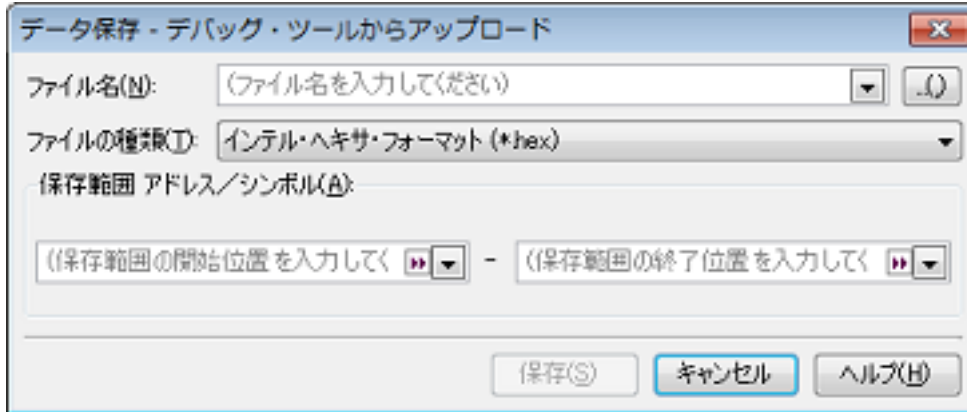 データ保存 - デバッグ・ツールからアップロード
ファイル名(N): (ファイル名を入力してください) ...
ファイルの種類(T): インテル・ヘキサ・フォーマット (*.hex)
保存範囲 アドレス／シンボル(A):
(保存範囲の開始位置を入力してく - (保存範囲の終了位置を入力してく
保存(S) キャンセル ヘルプ(H)